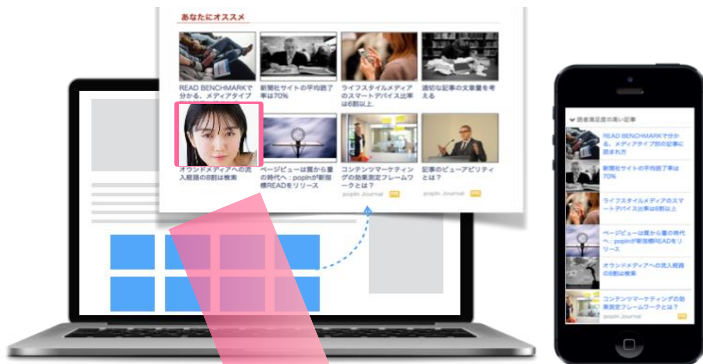 あなたにオススメ
READ BENCHMARKで
分かる、メディアタイプ
新聞社サイトの平均読了
率は70%
ライフスタイルメディア
のスマートデバイス比率
は6割以上
適切な記事の文章量を考
える
オウンドメディアへの流
入経路の8割は検索
ページビューは質から量
の時代へ：popInが新指
標READをリリース
コンテンツマーケティン
グの効果測定フレームワ
ークとは？
popIn Journal
記事のビューアビリティ
とは？
popIn Journal
読者満足度の高い記事
READ BENCHMARKで分か
る、メディアタイプ別の記事に
読まれ方
新聞社サイトの平均読了率は
70%
ライフスタイルメディアのスマ
ートデバイス比率は6割以上
ページビューは質から量の時代
へ：popInが新指標READをリ
リース
オウンドメディアへの流入経路
の8割は検索
コンテンツマーケティングの効
果測定フレームワークとは？
popIn Journal